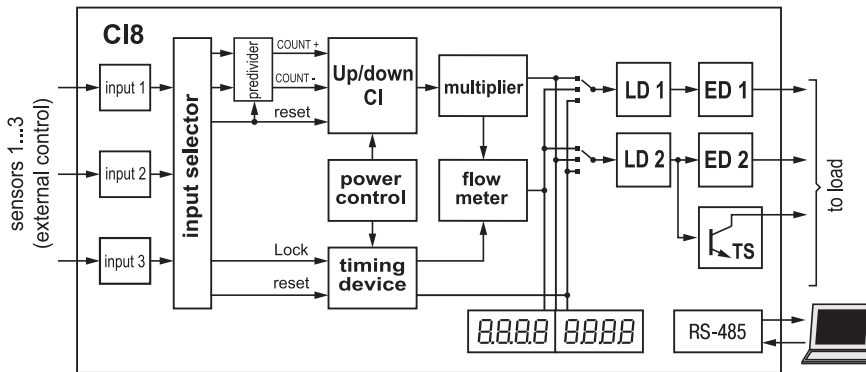 CI8
sensors 1...3
(external control)
input 1
input 2
input 3
input selector
predivider
COUNT +
COUNT -
reset
Up/down
CI
multiplier
power
control
flow
meter
Lock
reset
timing
device
LD 1
ED 1
LD 2
ED 2
TS
to load
8.8.8.8 8.8.8.8
RS-485